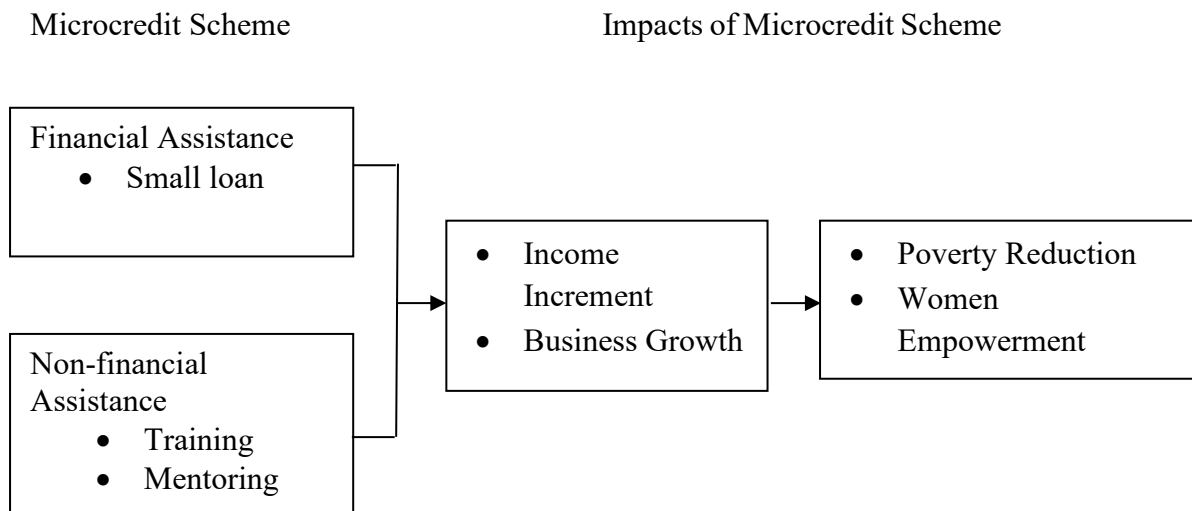 Microcredit Scheme
Impacts of Microcredit Scheme
Financial Assistance
• Small loan
Non-financial
Assistance
• Training
• Mentoring
• Income
Increment
• Business Growth
• Poverty Reduction
• Women
Empowerment